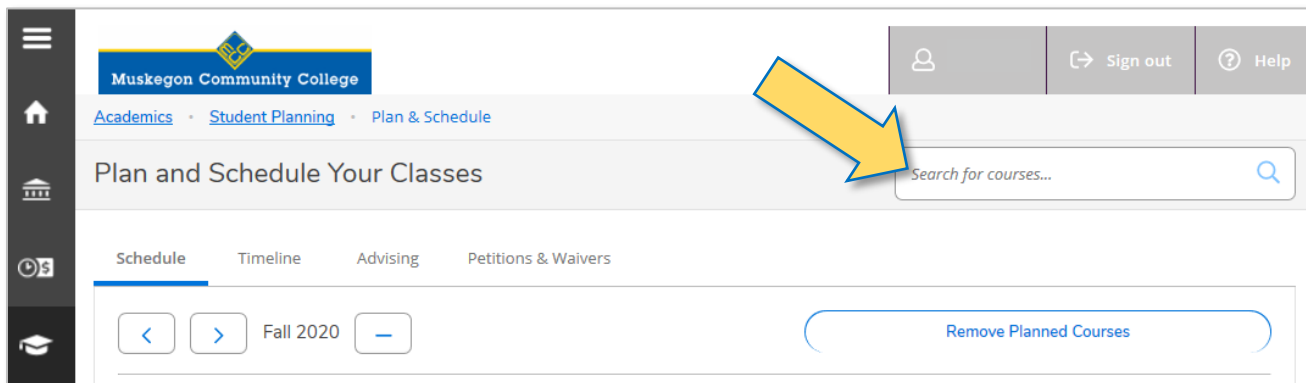 MCC
Muskegon Community College
Sign out
Help
Academics • Student Planning • Plan & Schedule
Plan and Schedule Your Classes
Search for courses...
Schedule Timeline Advising Petitions & Waivers
Fall 2020
Remove Planned Courses